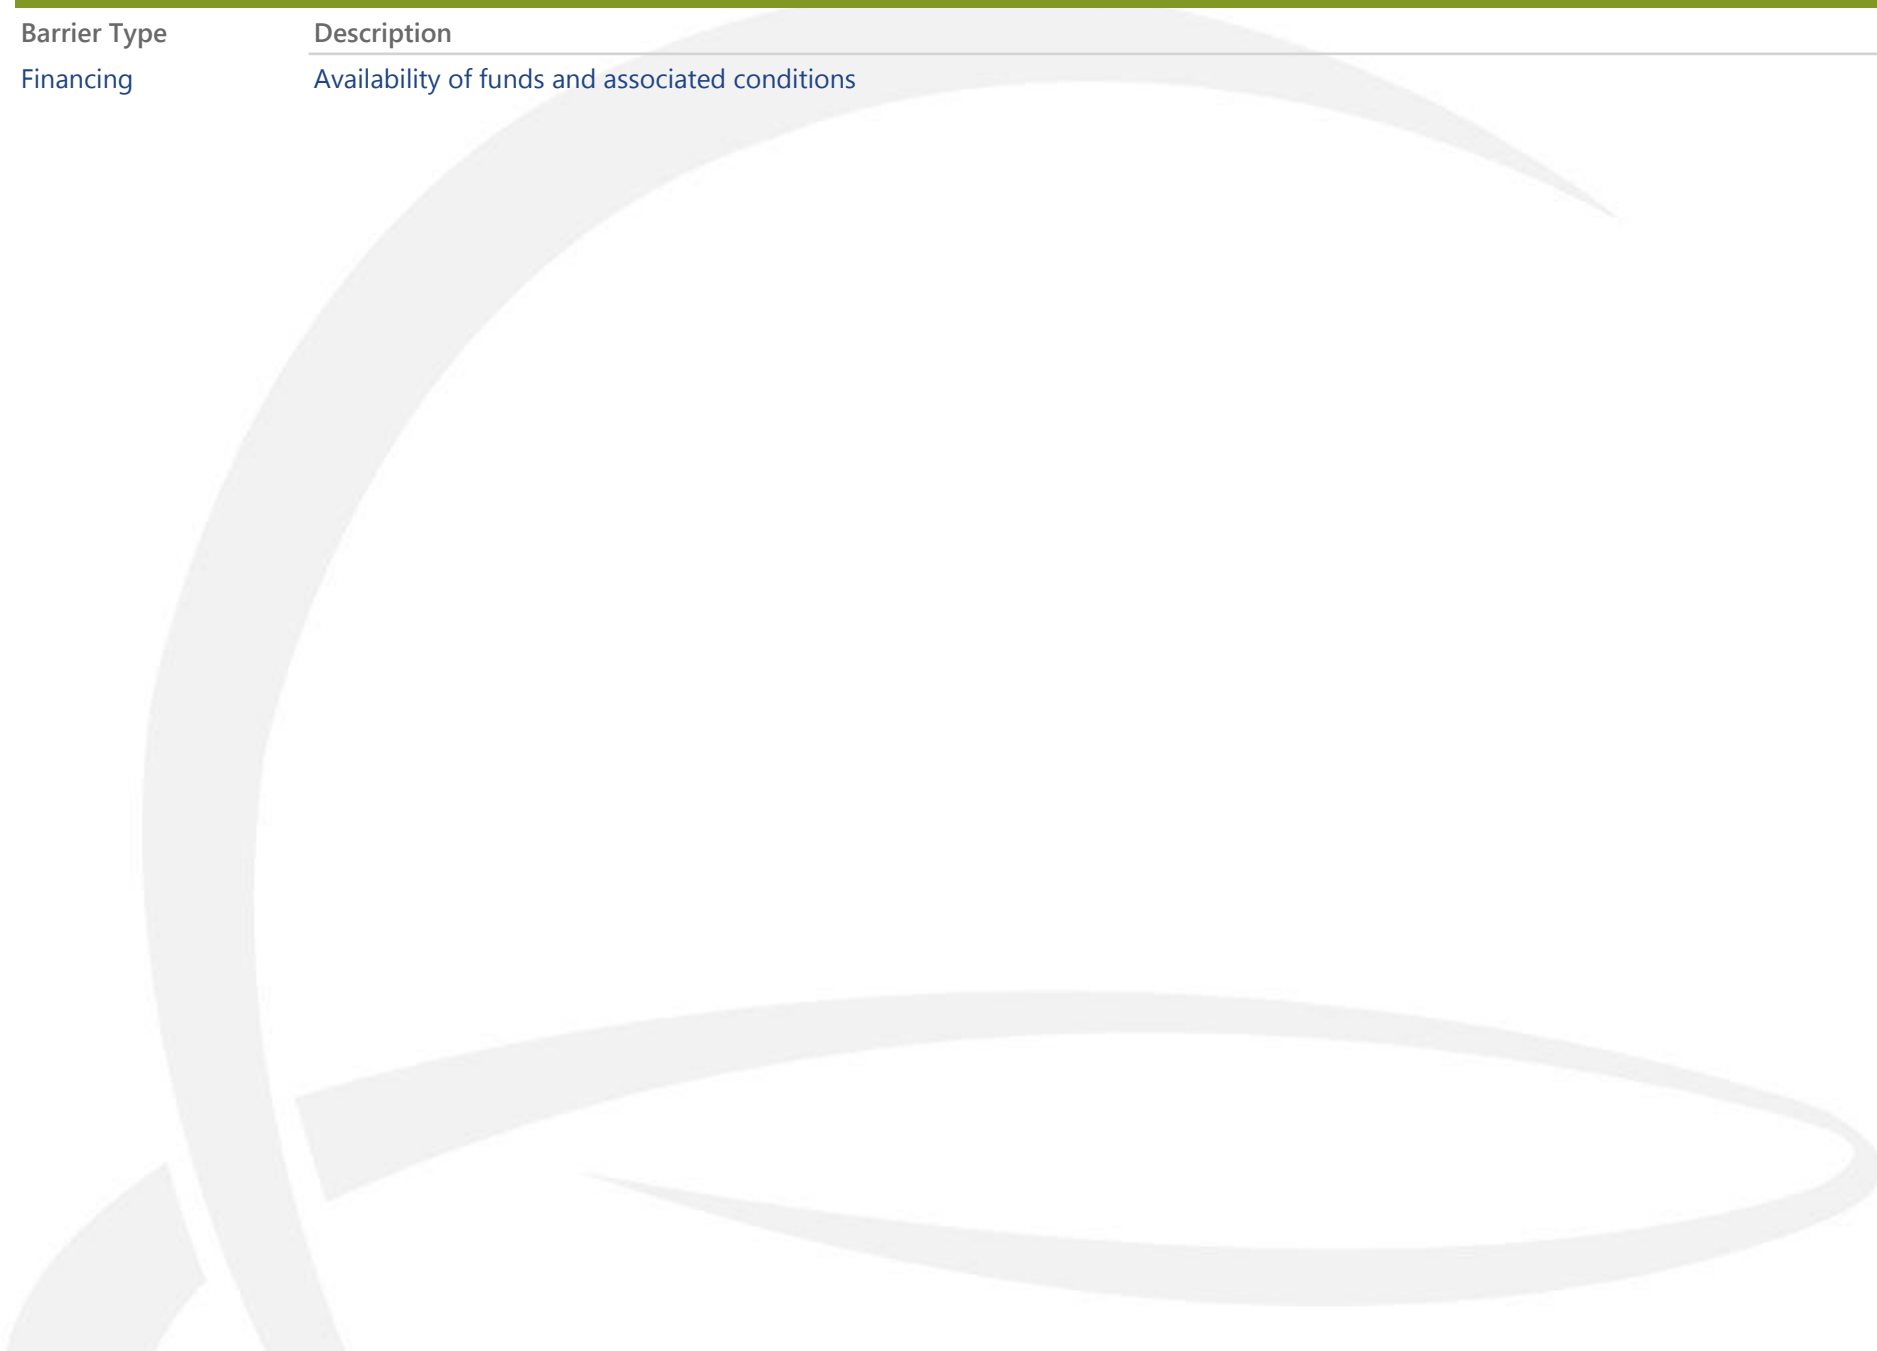 Barrier Type Description
Financing Availability of funds and associated conditions